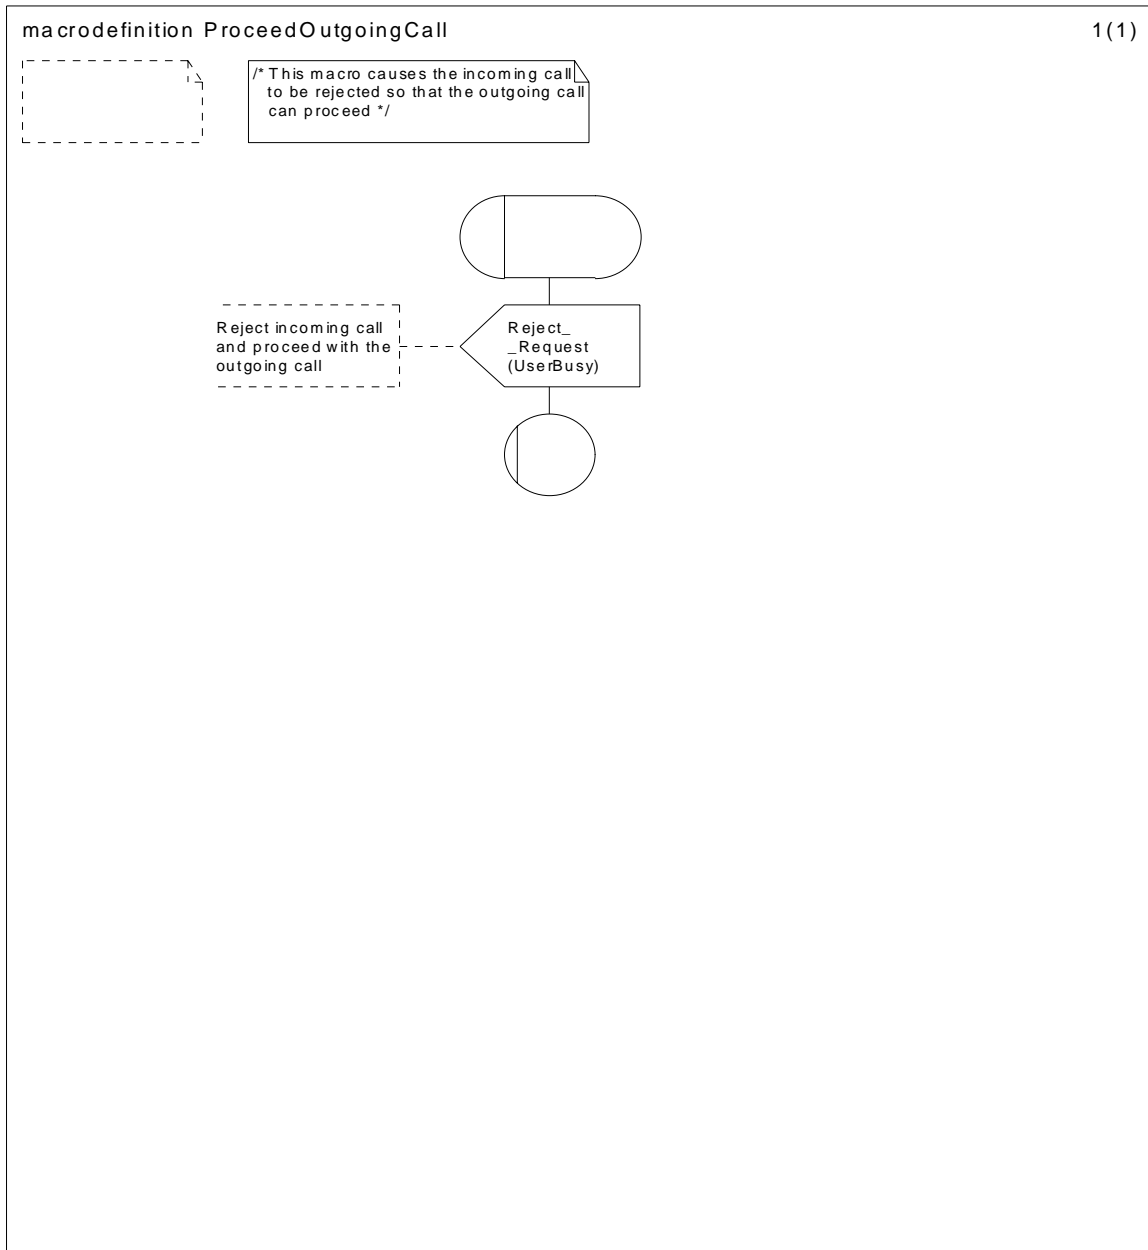 macrodefinition ProceedOutgoingCall
1(1)
/* This macro causes the incoming call
to be rejected so that the outgoing call
can proceed */
Reject incoming call
and proceed with the
outgoing call
Reject_
_Request
(UserBusy)